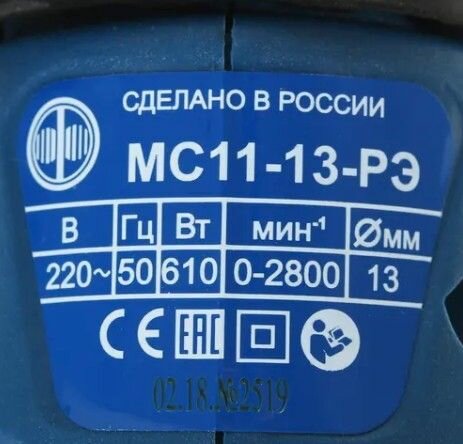 СДЕЛАНО В РОССИИ
МС11-13-РЭ
В Гц Вт мин⁻¹ Ømm
220~ 50 610 0-2800 13
CE EAC
02.18.№2519